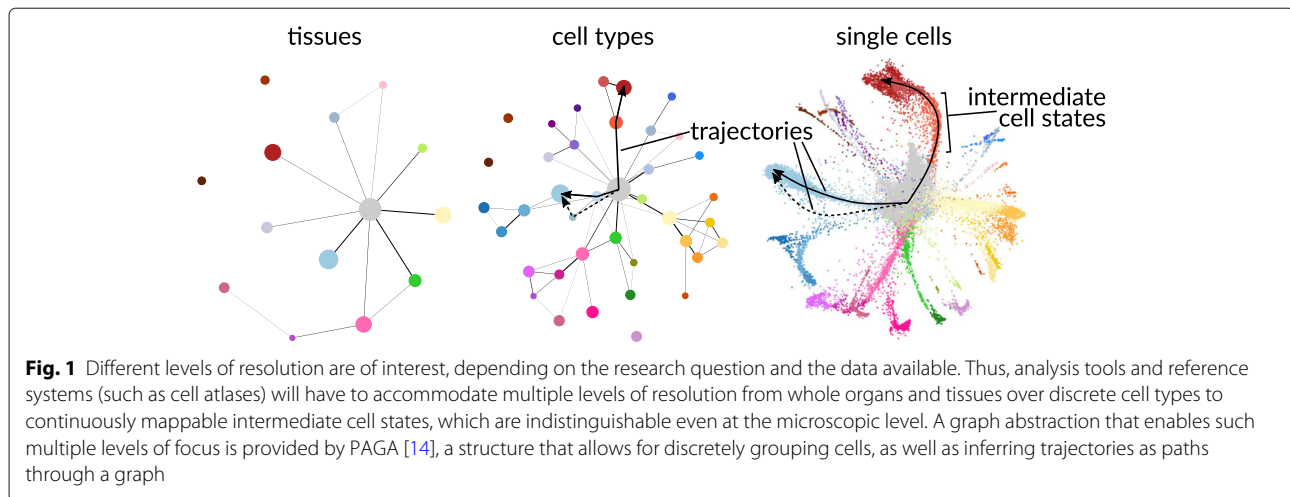 tissues
cell types
single cells
trajectories
intermediate
cell states
Fig. 1 Different levels of resolution are of interest, depending on the research question and the data available. Thus, analysis tools and reference
systems (such as cell atlases) will have to accommodate multiple levels of resolution from whole organs and tissues over discrete cell types to
continuously mappable intermediate cell states, which are indistinguishable even at the microscopic level. A graph abstraction that enables such
multiple levels of focus is provided by PAGA [14], a structure that allows for discretely grouping cells, as well as inferring trajectories as paths
through a graph